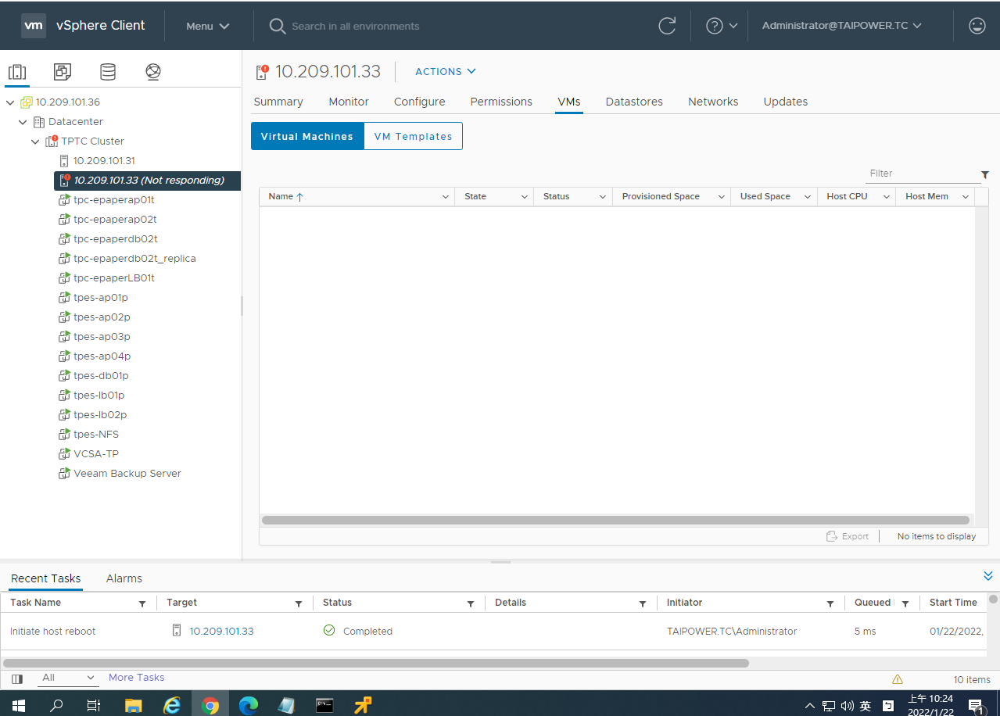 vm vSphere Client Menu Search in all environments Administrator@TAIPOWER.TC
10.209.101.33 ACTIONS
Summary Monitor Configure Permissions VMs Datastores Networks Updates
Virtual Machines VM Templates
10.209.101.36
Datacenter
TPTC Cluster
10.209.101.31
10.209.101.33 (Not responding)
tpc-epaperap01t
tpc-epaperap02t
tpc-epaperdb02t
tpc-epaperdb02t_replica
tpc-epaperLB01t
tpes-ap01p
tpes-ap02p
tpes-ap03p
tpes-ap04p
tpes-db01p
tpes-lb01p
tpes-lb02p
tpes-NFS
VCSA-TP
Veeam Backup Server
Filter
Name State Status Provisioned Space Used Space Host CPU Host Mem
Export No items to display
Recent Tasks Alarms
Task Name Target Status Details Initiator Queued Start Time
Initiate host reboot 10.209.101.33 Completed TAIPOWER.TC\Administrator 5 ms 01/22/2022,
All More Tasks 10 items
英 上午 10:24
2022/1/22 1